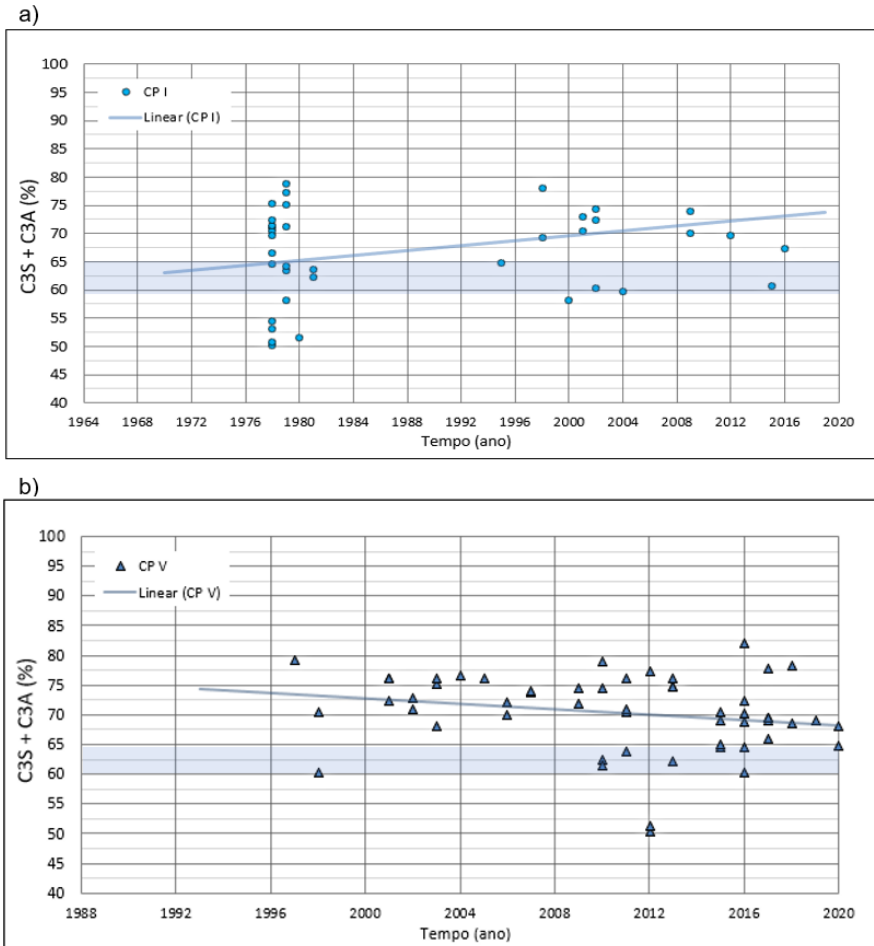 a)
100
95
90
85
80
75
70
65
60
55
50
45
40
C3S + C3A (%)
CP I
Linear (CP I)
1964 1968 1972 1976 1980 1984 1988 1992 1996 2000 2004 2008 2012 2016 2020
Tempo (ano)
b)
100
95
90
85
80
75
70
65
60
55
50
45
40
C3S + C3A (%)
CP V
Linear (CP V)
1988 1992 1996 2000 2004 2008 2012 2016 2020
Tempo (ano)